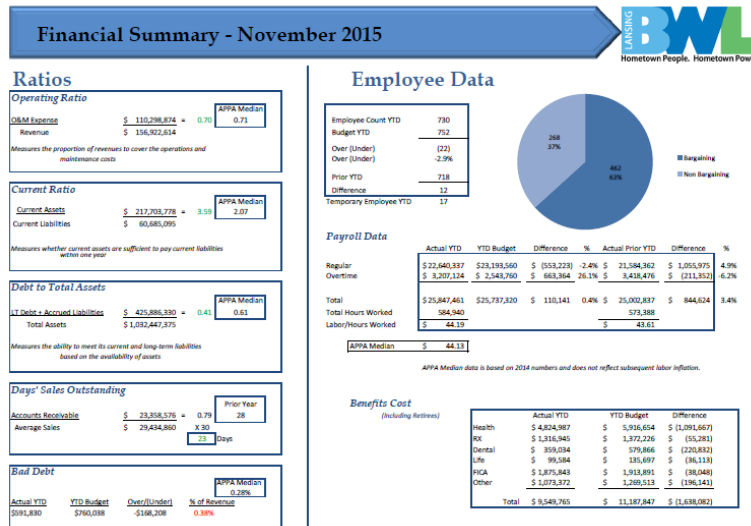 Financial Summary - November 2015
LANSING
BWL
Hometown People. Hometown Pow
Ratios
Operating Ratio
APPA Median
O&M Expense $ 110,298,874 = 0.70 0.71
Revenue $ 156,922,614
Measures the proportion of revenues to cover the operations and
maintenance costs
Current Ratio
APPA Median
Current Assets $ 217,703,778 = 3.59 2.07
Current Liabilities $ 60,685,095
Measures whether current assets are sufficient to pay current liabilities
within one year
Debt to Total Assets
APPA Median
LT Debt + Accrued Liabilities $ 425,886,330 = 0.41 0.61
Total Assets $ 1,032,447,375
Measures the ability to meet its current and long-term liabilities
based on the availability of assets
Days' Sales Outstanding
Prior Year
Accounts Receivable $ 23,358,576 = 0.79 28
Average Sales $ 29,434,860 X 30
23 Days
Bad Debt
APPA Median
0.28%
Actual YTD YTD Budget Over/(Under) % of Revenue
$591,830 $760,038 -$168,208 0.38%
Employee Data
Employee Count YTD 730
Budget YTD 752
Over (Under) (22)
Over (Under) -2.9%
Prior YTD 718
Difference 12
Temporary Employee YTD 17
268
37%
462
63%
Bargaining
Non Bargaining
Payroll Data
Actual YTD YTD Budget Difference % Actual Prior YTD Difference %
Regular $22,640,337 $23,193,560 $ (553,223) -2.4% $ 21,584,362 $ 1,055,975 4.9%
Overtime $ 3,207,124 $ 2,543,760 $ 663,364 26.1% $ 3,418,476 $ (211,352) -6.2%
Total $25,847,461 $25,737,320 $ 110,141 0.4% $ 25,002,837 $ 844,624 3.4%
Total Hours Worked 584,940 573,388
Labor/Hours Worked $ 44.19 $ 43.61
APPA Median $ 44.13
APPA Median data is based on 2014 numbers and does not reflect subsequent labor inflation.
Benefits Cost
(Including Retirees)
Actual YTD YTD Budget Difference
Health $ 4,824,987 $ 5,916,654 $ (1,091,667)
RX $ 1,316,945 $ 1,372,226 $ (55,281)
Dental $ 359,034 $ 579,866 $ (220,832)
Life $ 99,584 $ 135,697 $ (36,113)
FICA $ 1,875,843 $ 1,913,891 $ (38,048)
Other $ 1,073,372 $ 1,269,513 $ (196,141)
Total $ 9,549,765 $ 11,187,847 $ (1,638,082)